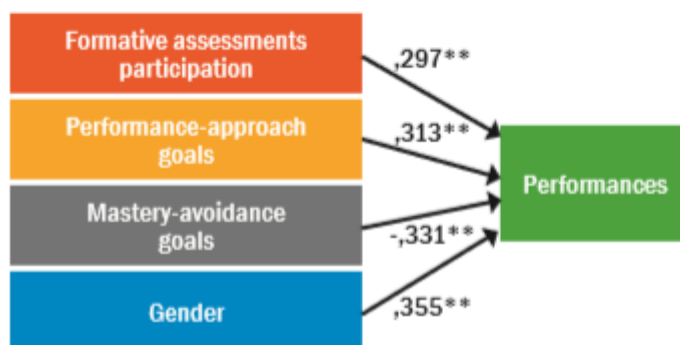 Formative assessments
participation
,297**
Performance-approach
goals
,313**
Performances
Mastery-avoidance
goals
-,331**
Gender
,355**